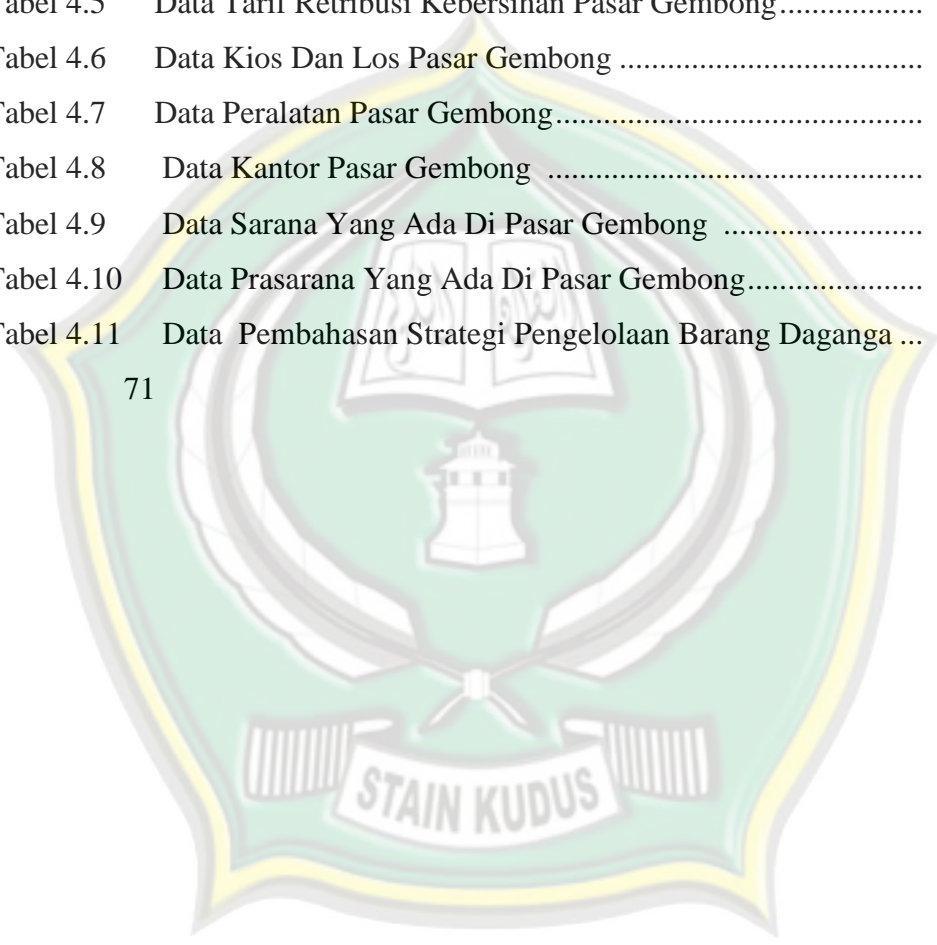 Tabel 4.5 Data Tarif Retribusi Kebersihan Pasar Gembong..................
Tabel 4.6 Data Kios Dan Los Pasar Gembong ......................................
Tabel 4.7 Data Peralatan Pasar Gembong..............................................
Tabel 4.8 Data Kantor Pasar Gembong ...............................................
Tabel 4.9 Data Sarana Yang Ada Di Pasar Gembong .........................
Tabel 4.10 Data Prasarana Yang Ada Di Pasar Gembong......................
Tabel 4.11 Data Pembahasan Strategi Pengelolaan Barang Daganga ...
71
STAIN KUDUS